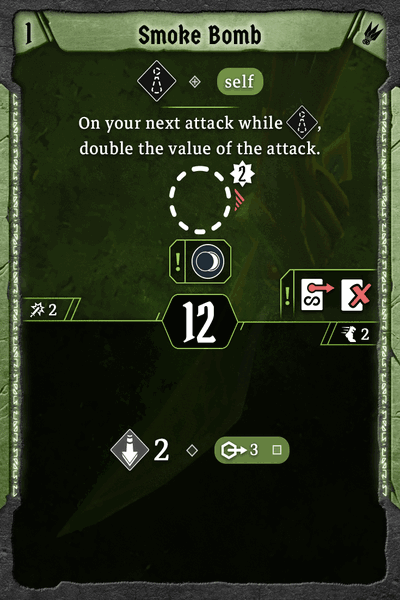 1
Smoke Bomb
self
On your next attack while ,
double the value of the attack.
2
!
!
2
12
2
2
3